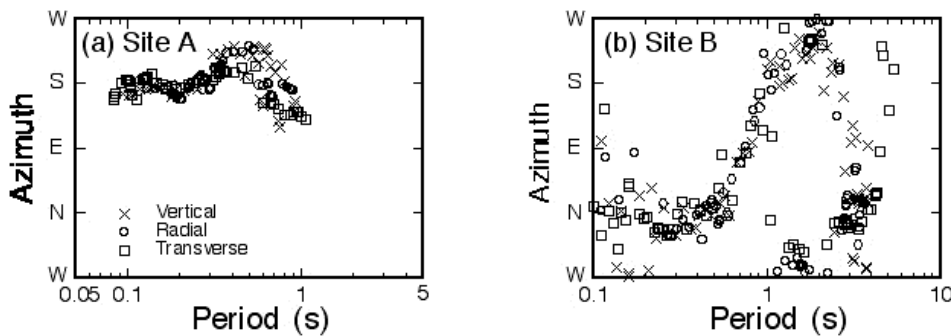 (a) Site A
W
S
E
N
W
Azimuth
× Vertical
○ Radial
□ Transverse
0.05 0.1 1 5
Period (s)
(b) Site B
W
S
E
N
W
Azimuth
0.1 1 10
Period (s)